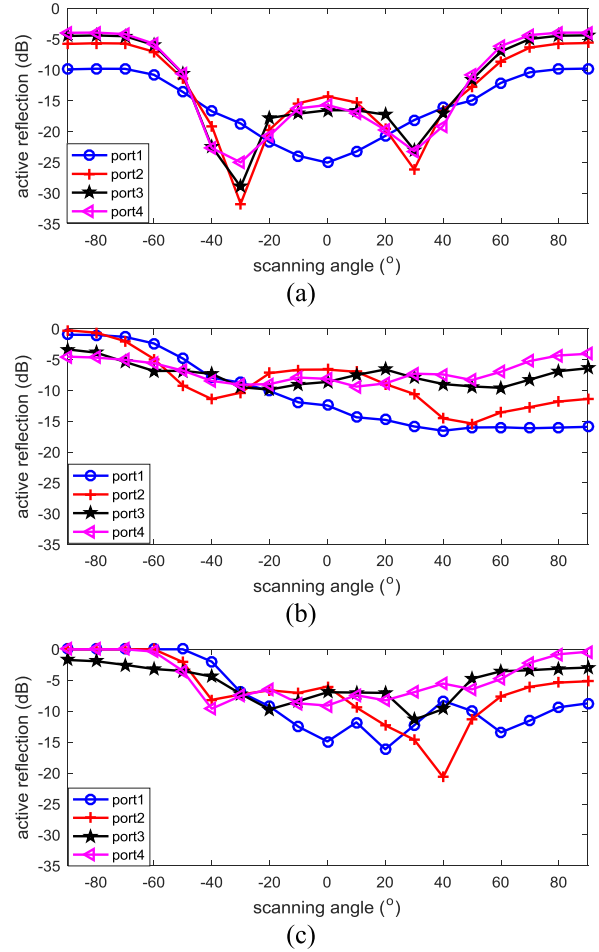 0
-5
-10
-15
-20
-25
-30
-35
active reflection (dB)
port1
port2
port3
port4
-80 -60 -40 -20 0 20 40 60 80
scanning angle (o)
(a)
0
-5
-10
-15
-20
-25
-30
-35
active reflection (dB)
port1
port2
port3
port4
-80 -60 -40 -20 0 20 40 60 80
scanning angle (o)
(b)
0
-5
-10
-15
-20
-25
-30
-35
active reflection (dB)
port1
port2
port3
port4
-80 -60 -40 -20 0 20 40 60 80
scanning angle (o)
(c)